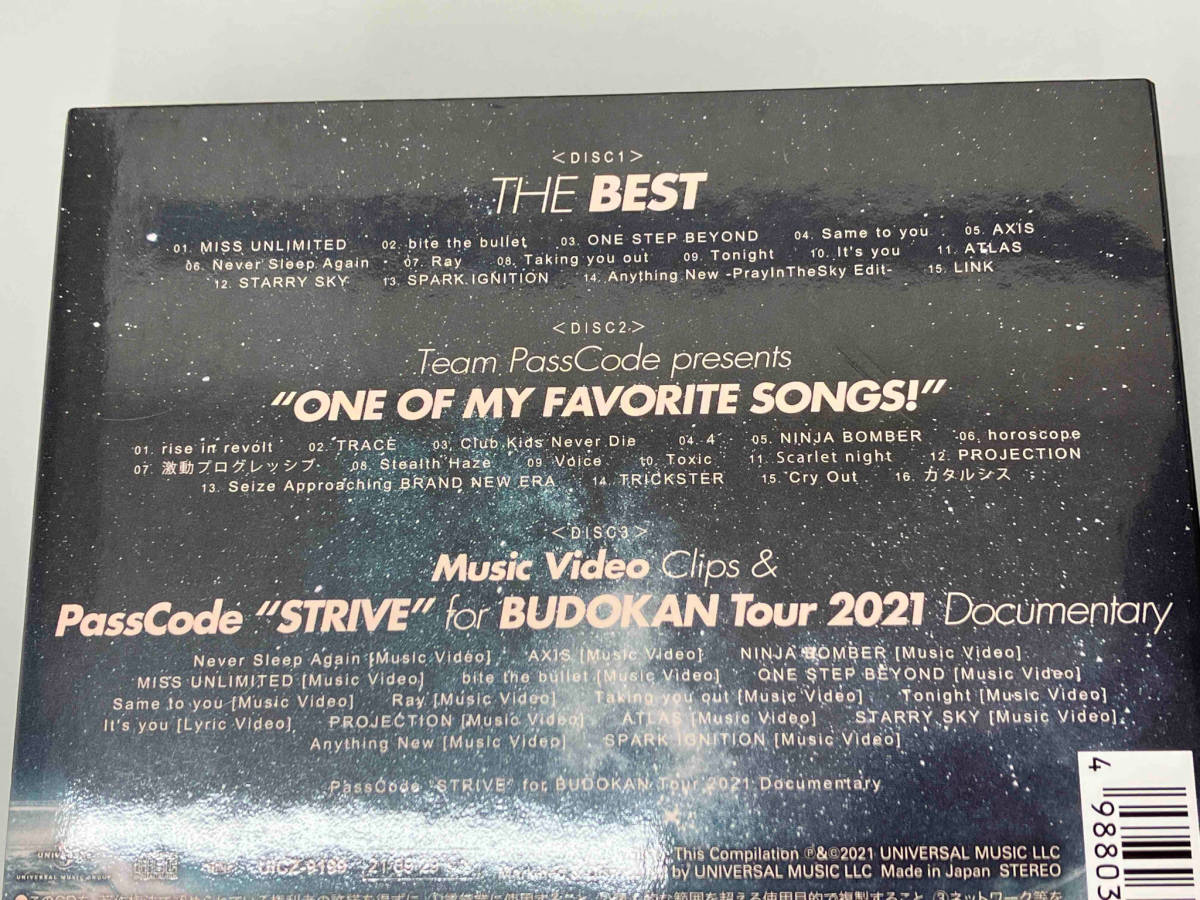 <DISC1>
THE BEST
01. MISS UNLIMITED 02. bite the bullet 03. ONE STEP BEYOND 04. Same to you 05. AXIS
06. Never Sleep Again 07. Ray 08. Taking you out 09. Tonight 10. It's you 11. ATLAS
12. STARRY SKY 13. SPARK IGNITION 14. Anything New -PrayInTheSky Edit- 15. LINK
<DISC2>
Team PassCode presents
"ONE OF MY FAVORITE SONGS!"
01. rise in revolt 02. TRACE 03. Club Kids Never Die 04. 4 05. NINJA BOMBER 06. horoscope
07. 激動プログレッシブ 08. Stealth Haze 09. Voice 10. Toxic 11. Scarlet night 12. PROJECTION
13. Seize Approaching BRAND NEW ERA 14. TRICKSTER 15. Cry Out 16. カタルシス
<DISC3>
Music Video Clips &
PassCode "STRIVE" for BUDOKAN Tour 2021 Documentary
Never Sleep Again [Music Video] AXIS [Music Video] NINJA BOMBER [Music Video]
MISS UNLIMITED [Music Video] bite the bullet [Music Video] ONE STEP BEYOND [Music Video]
Same to you [Music Video] Ray [Music Video] Taking you out [Music Video] Tonight [Music Video]
It's you [Lyric Video] PROJECTION [Music Video] ATLAS [Music Video] STARRY SKY [Music Video]
Anything New [Music Video] SPARK IGNITION [Music Video]
PassCode "STRIVE" for BUDOKAN Tour 2021 Documentary
This Compilation ℗&©2021 UNIVERSAL MUSIC LLC
by UNIVERSAL MUSIC LLC Made in Japan STEREO
UNIVERSAL MUSIC GROUP
UICZ-9199
4 98803